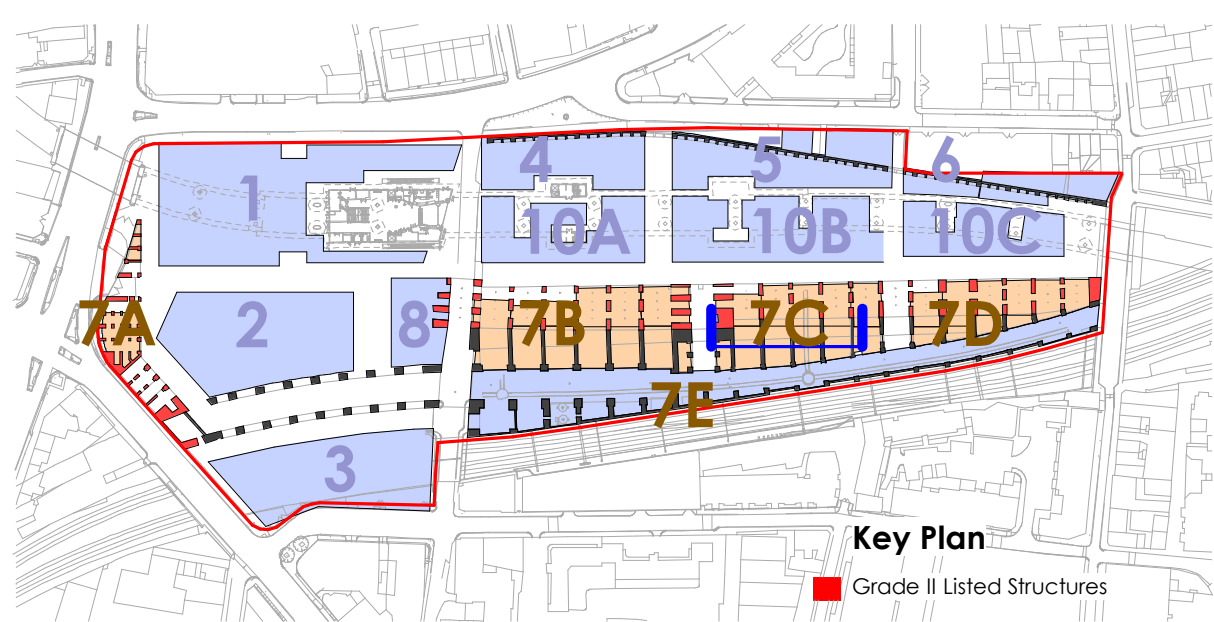 4
5
6
1
10A
10B
10C
7A
2
8
7B
7C
7D
7E
3
Key Plan
Grade II Listed Structures